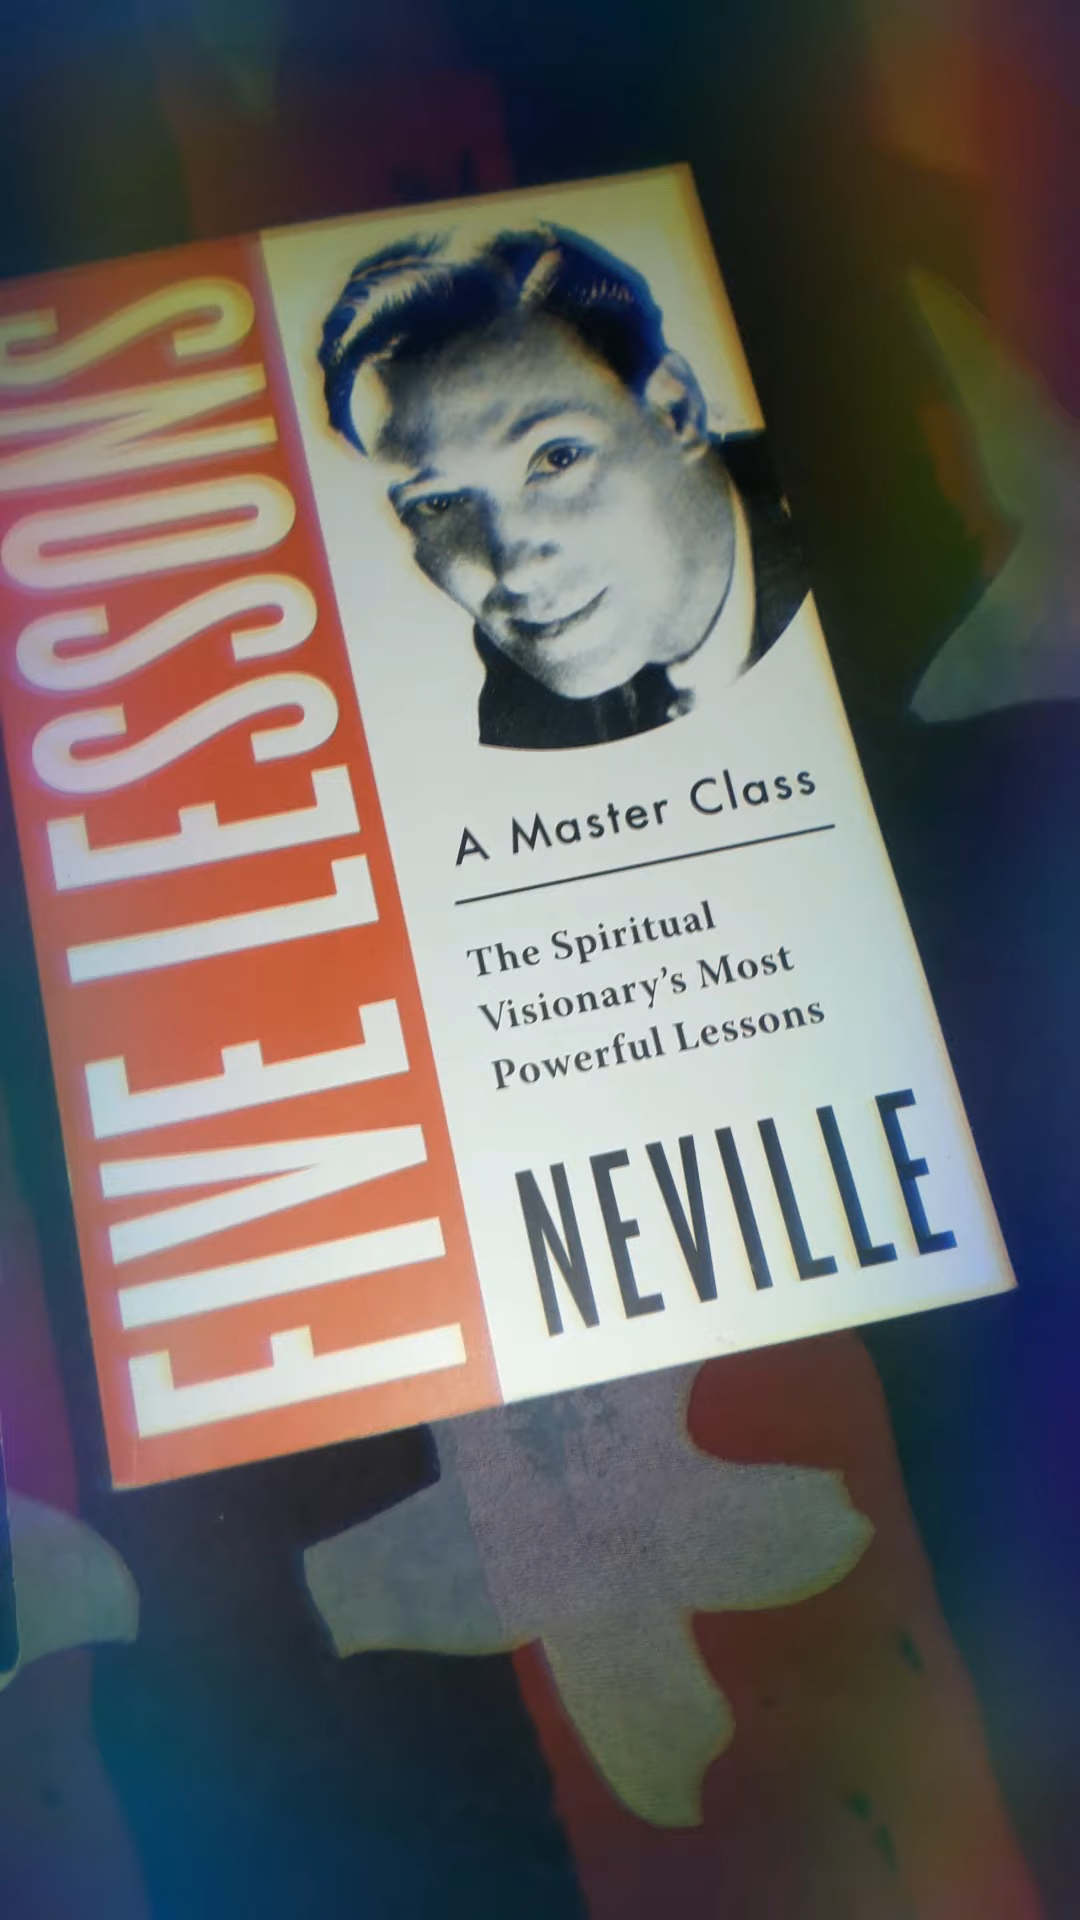 FIVE LESSONS
A Master Class
The Spiritual
Visionary's Most
Powerful Lessons
NEVILLE